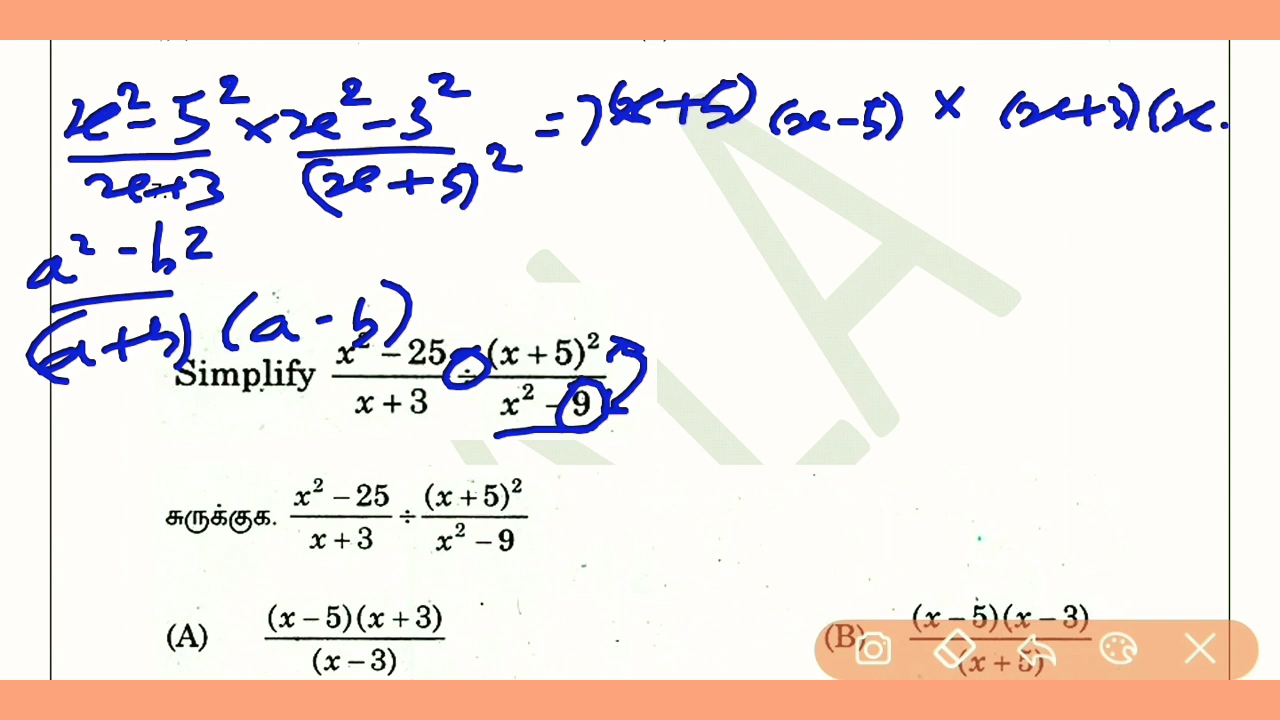 x² - 5² / x+3 × x² - 3² / (x+5)² = (x+5) (x-5) × (x+3)(x
a² - b² / (a+b) (a-b)
Simplify x² − 25 / x + 3 ÷ (x + 5)² / x² − 9
சுருக்குக. x² − 25 / x + 3 ÷ (x + 5)² / x² − 9
(A) (x − 5)(x + 3) / (x − 3) (B) (x − 5)(x − 3) / (x + 5)